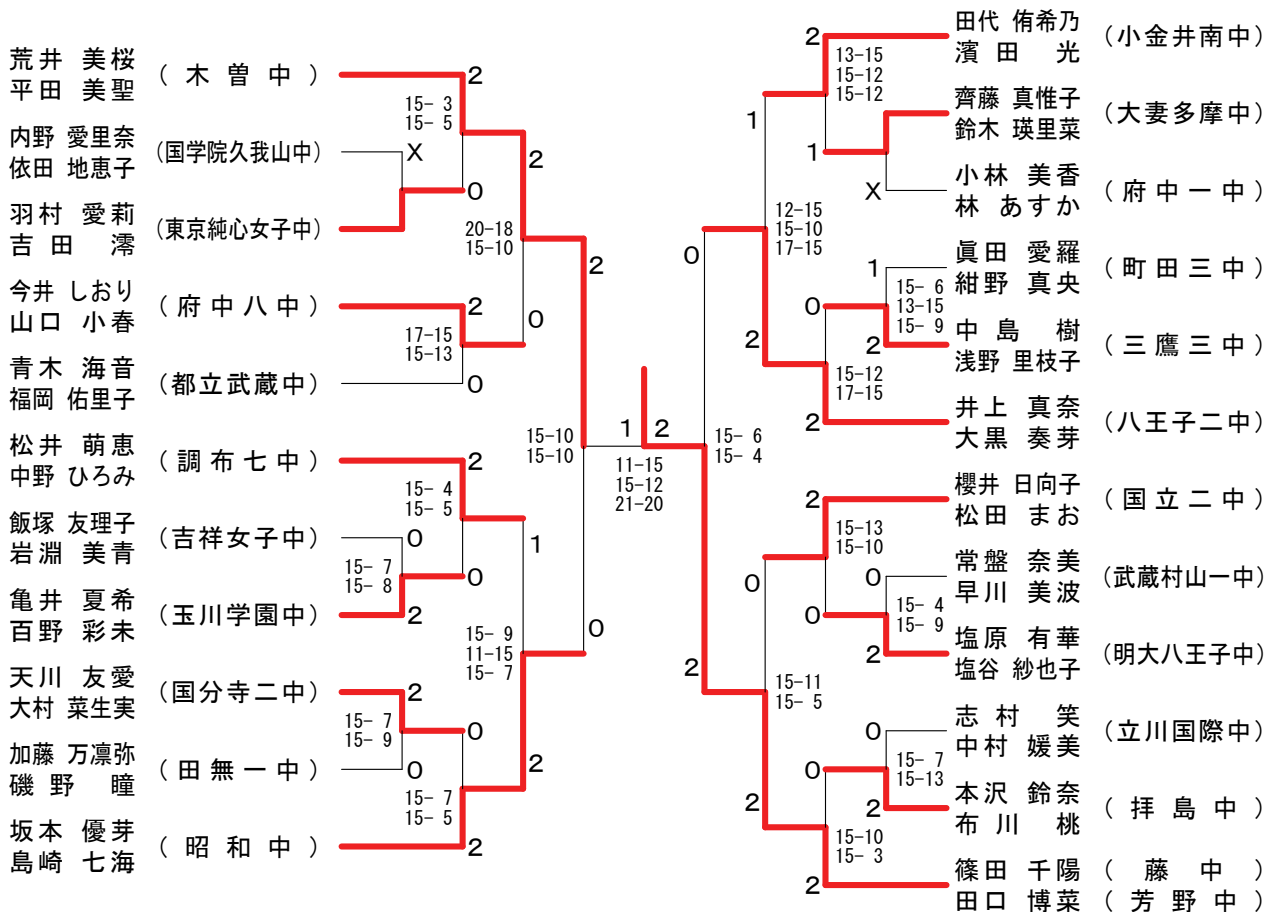 荒井 美桜
平田 美聖
( 木 曽 中 )
2
15- 3
15- 5
内野 愛里奈
依田 地恵子
(国学院久我山中)
X
2
0
羽村 愛莉
吉田 澪
(東京純心女子中)
20-18
15-10
2
今井 しおり
山口 小春
( 府 中 八 中 )
2
0
17-15
15-13
青木 海音
福岡 佑里子
(都立武蔵中)
0
松井 萌恵
中野 ひろみ
( 調 布 七 中 )
2
15-10
15-10
15- 4
15- 5
飯塚 友理子
岩淵 美青
(吉祥女子中)
0
1
15- 7
15- 8
0
亀井 夏希
百野 彩未
(玉川学園中)
2
15- 9
11-15
15- 7
0
天川 友愛
大村 菜生実
(国分寺二中)
2
15- 7
15- 9
0
加藤 万凛弥
磯野 瞳
( 田 無 一 中 )
0
2
15- 7
15- 5
坂本 優芽
島崎 七海
( 昭 和 中 )
2
1
2
11-15
15-12
21-20
田代 侑希乃
濱田 光
(小金井南中)
2
13-15
15-12
15-12
齊藤 真惟子
鈴木 瑛里菜
(大妻多摩中)
1
1
小林 美香
林 あすか
( 府 中 一 中 )
X
12-15
15-10
17-15
0
眞田 愛羅
紺野 真央
( 町 田 三 中 )
1
15- 6
13-15
15- 9
0
中島 樹
浅野 里枝子
( 三 鷹 三 中 )
2
2
15-12
17-15
井上 真奈
大黒 奏芽
(八王子二中)
2
15- 6
15- 4
櫻井 日向子
松田 まお
( 国 立 二 中 )
2
15-13
15-10
常盤 奈美
早川 美波
(武蔵村山一中)
0
0
15- 4
15- 9
0
塩原 有華
塩谷 紗也子
(明大八王子中)
2
2
15-11
15- 5
志村 笑
中村 媛美
(立川国際中)
0
15- 7
15-13
0
本沢 鈴奈
布川 桃
( 拝 島 中 )
2
2
15-10
15- 3
篠田 千陽
田口 博菜
( 藤 中 )
( 芳 野 中 )
2